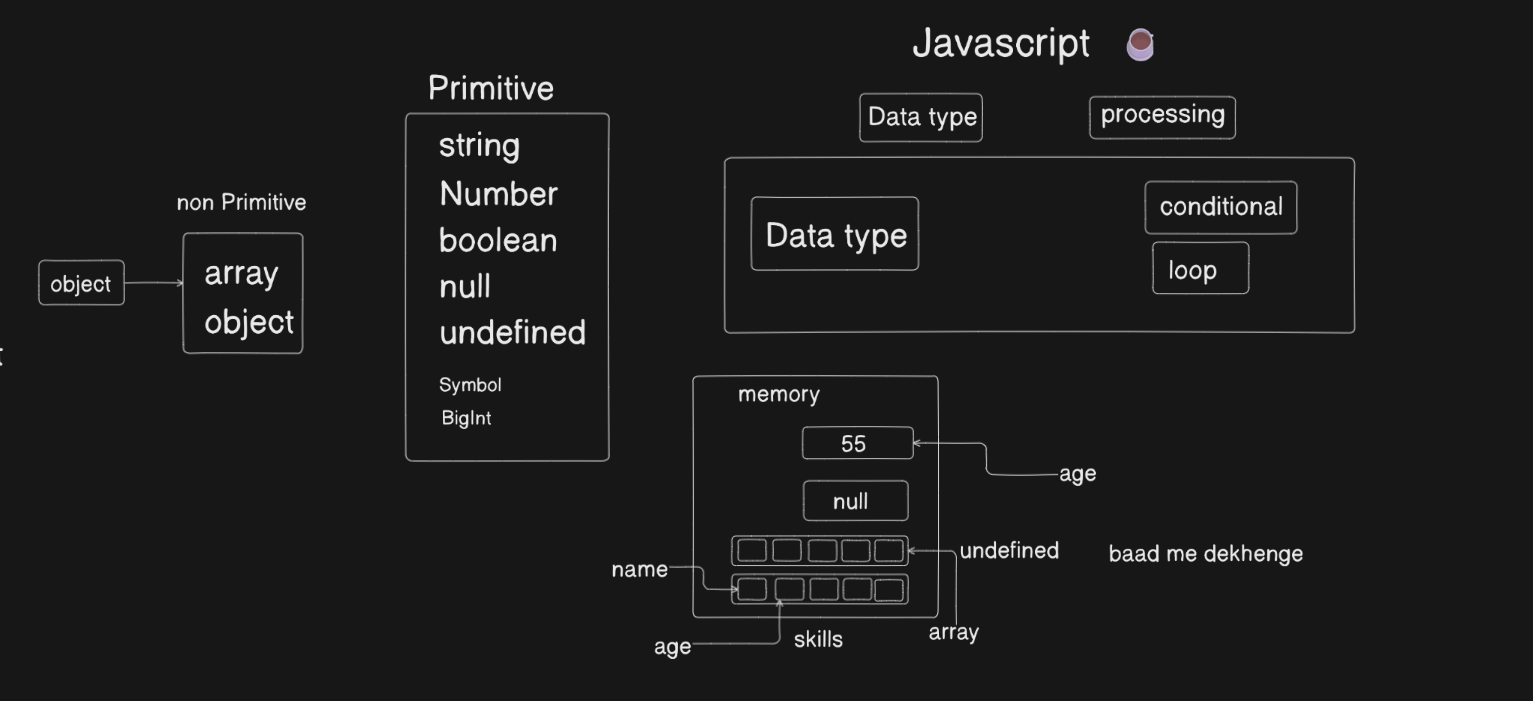 Javascript
Data type
processing
Data type
conditional
loop
Primitive
string
Number
boolean
null
undefined
Symbol
BigInt
non Primitive
object
array
object
memory
55
age
null
undefined
baad me dekhenge
name
age
skills
array